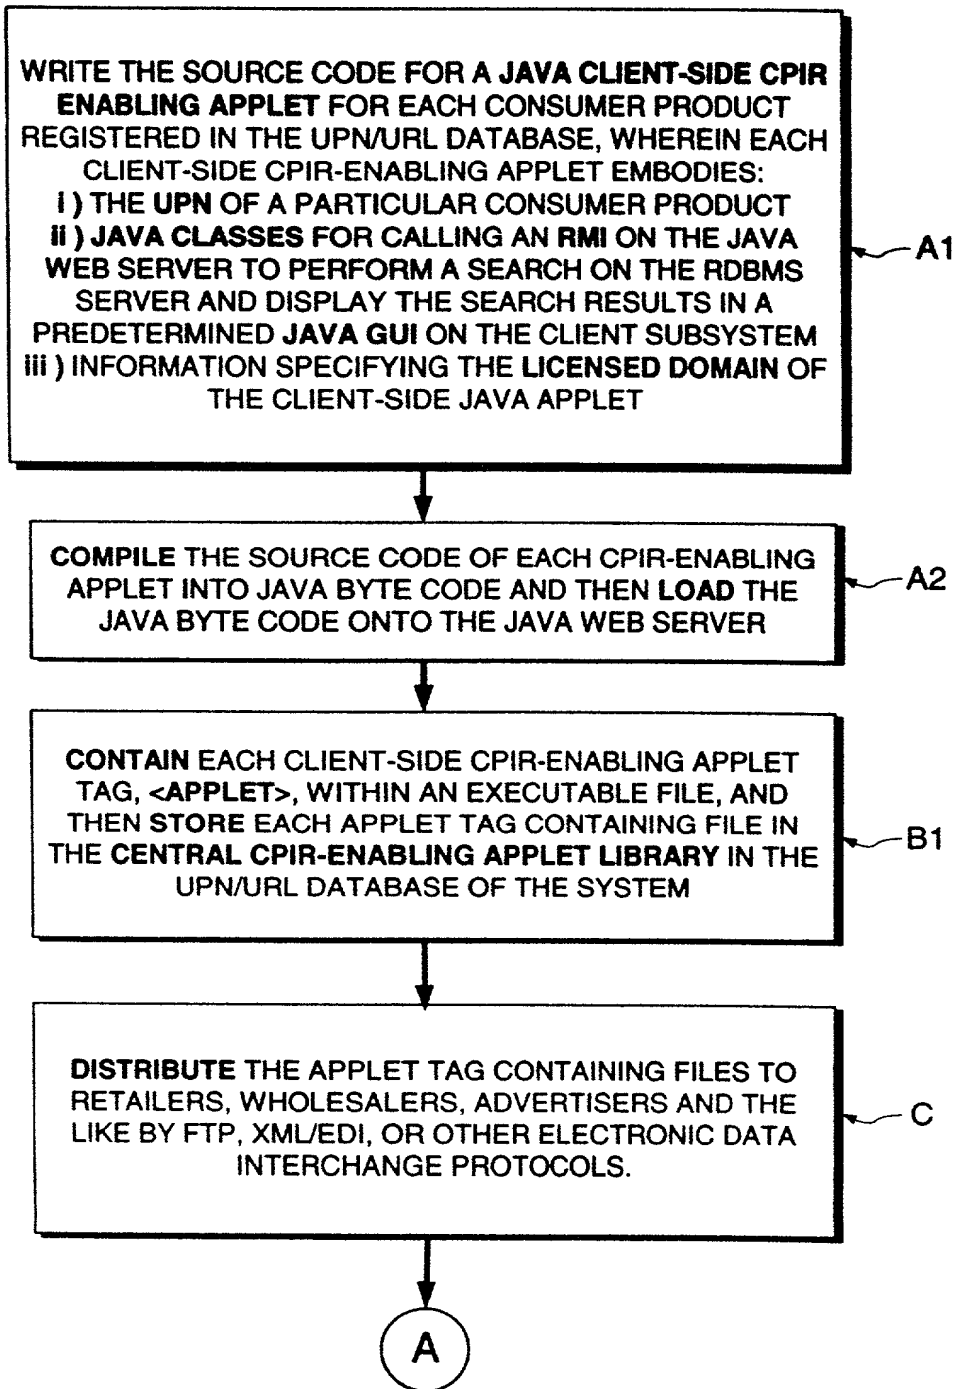 WRITE THE SOURCE CODE FOR A JAVA CLIENT-SIDE CPIR
ENABLING APPLET FOR EACH CONSUMER PRODUCT
REGISTERED IN THE UPN/URL DATABASE, WHEREIN EACH
CLIENT-SIDE CPIR-ENABLING APPLET EMBODIES:
i ) THE UPN OF A PARTICULAR CONSUMER PRODUCT
ii ) JAVA CLASSES FOR CALLING AN RMI ON THE JAVA
WEB SERVER TO PERFORM A SEARCH ON THE RDBMS
SERVER AND DISPLAY THE SEARCH RESULTS IN A
PREDETERMINED JAVA GUI ON THE CLIENT SUBSYSTEM
iii ) INFORMATION SPECIFYING THE LICENSED DOMAIN OF
THE CLIENT-SIDE JAVA APPLET
A1
COMPILE THE SOURCE CODE OF EACH CPIR-ENABLING
APPLET INTO JAVA BYTE CODE AND THEN LOAD THE
JAVA BYTE CODE ONTO THE JAVA WEB SERVER
A2
CONTAIN EACH CLIENT-SIDE CPIR-ENABLING APPLET
TAG, <APPLET>, WITHIN AN EXECUTABLE FILE, AND
THEN STORE EACH APPLET TAG CONTAINING FILE IN
THE CENTRAL CPIR-ENABLING APPLET LIBRARY IN THE
UPN/URL DATABASE OF THE SYSTEM
B1
DISTRIBUTE THE APPLET TAG CONTAINING FILES TO
RETAILERS, WHOLESALERS, ADVERTISERS AND THE
LIKE BY FTP, XML/EDI, OR OTHER ELECTRONIC DATA
INTERCHANGE PROTOCOLS.
C
A